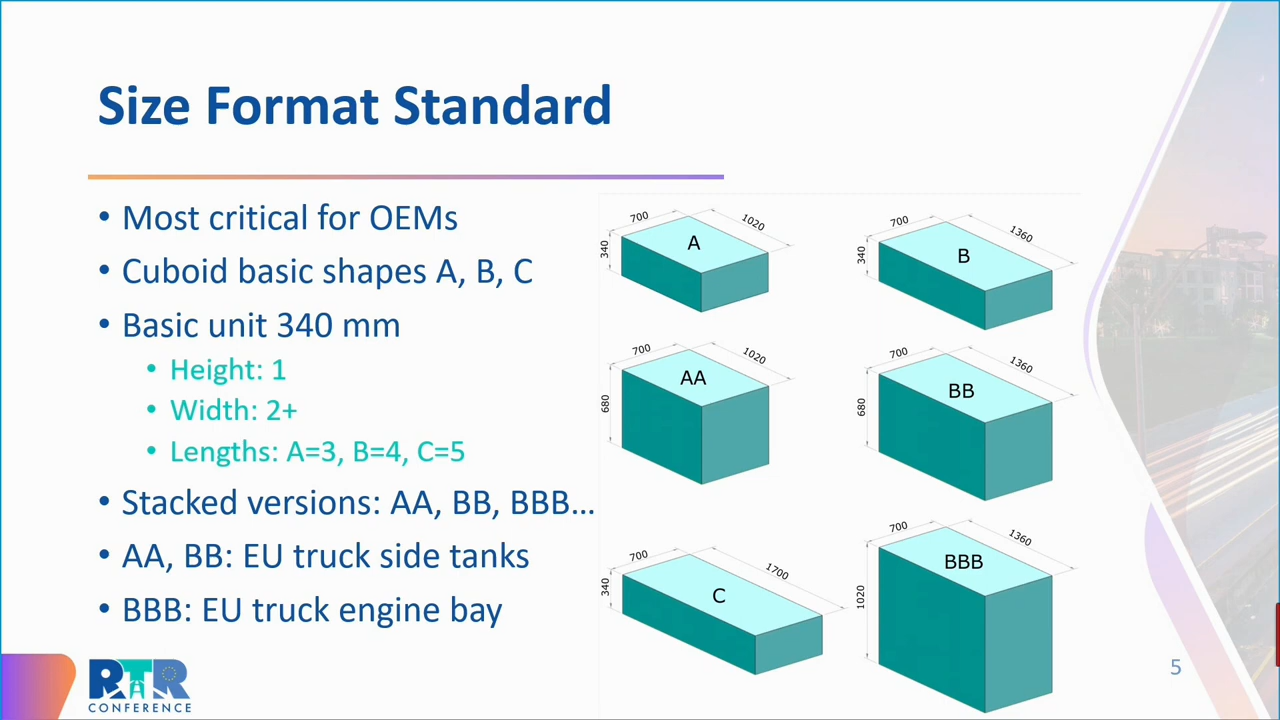 Size Format Standard
• Most critical for OEMs
• Cuboid basic shapes A, B, C
• Basic unit 340 mm
• Height: 1
• Width: 2+
• Lengths: A=3, B=4, C=5
• Stacked versions: AA, BB, BBB…
• AA, BB: EU truck side tanks
• BBB: EU truck engine bay
700
1020
340
A
700
1360
340
B
700
1020
680
AA
700
1360
680
BB
700
1700
340
C
700
1360
1020
BBB
RTR
CONFERENCE
5